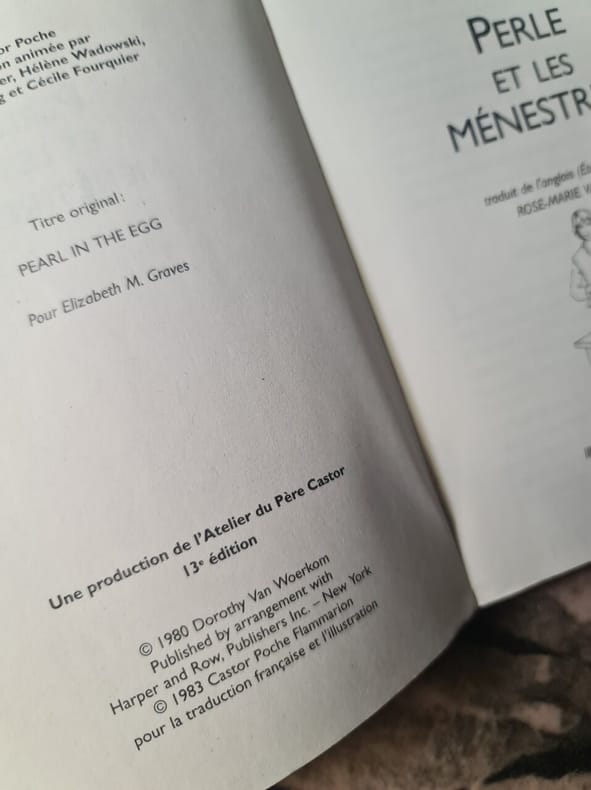 Poche
animée par
Hélène Wadowski,
et Cécile Fourquier
Titre original :
PEARL IN THE EGG
Pour Elizabeth M. Graves
Une production de l'Atelier du Père Castor
13e édition
© 1980 Dorothy Van Woerkom
Published by arrangement with
Harper and Row, Publishers Inc. – New York
© 1983 Castor Poche Flammarion
pour la traduction française et l'illustration
PERLE
ET LES
MÉNESTR
traduit de l'anglais
ROSE-MARIE